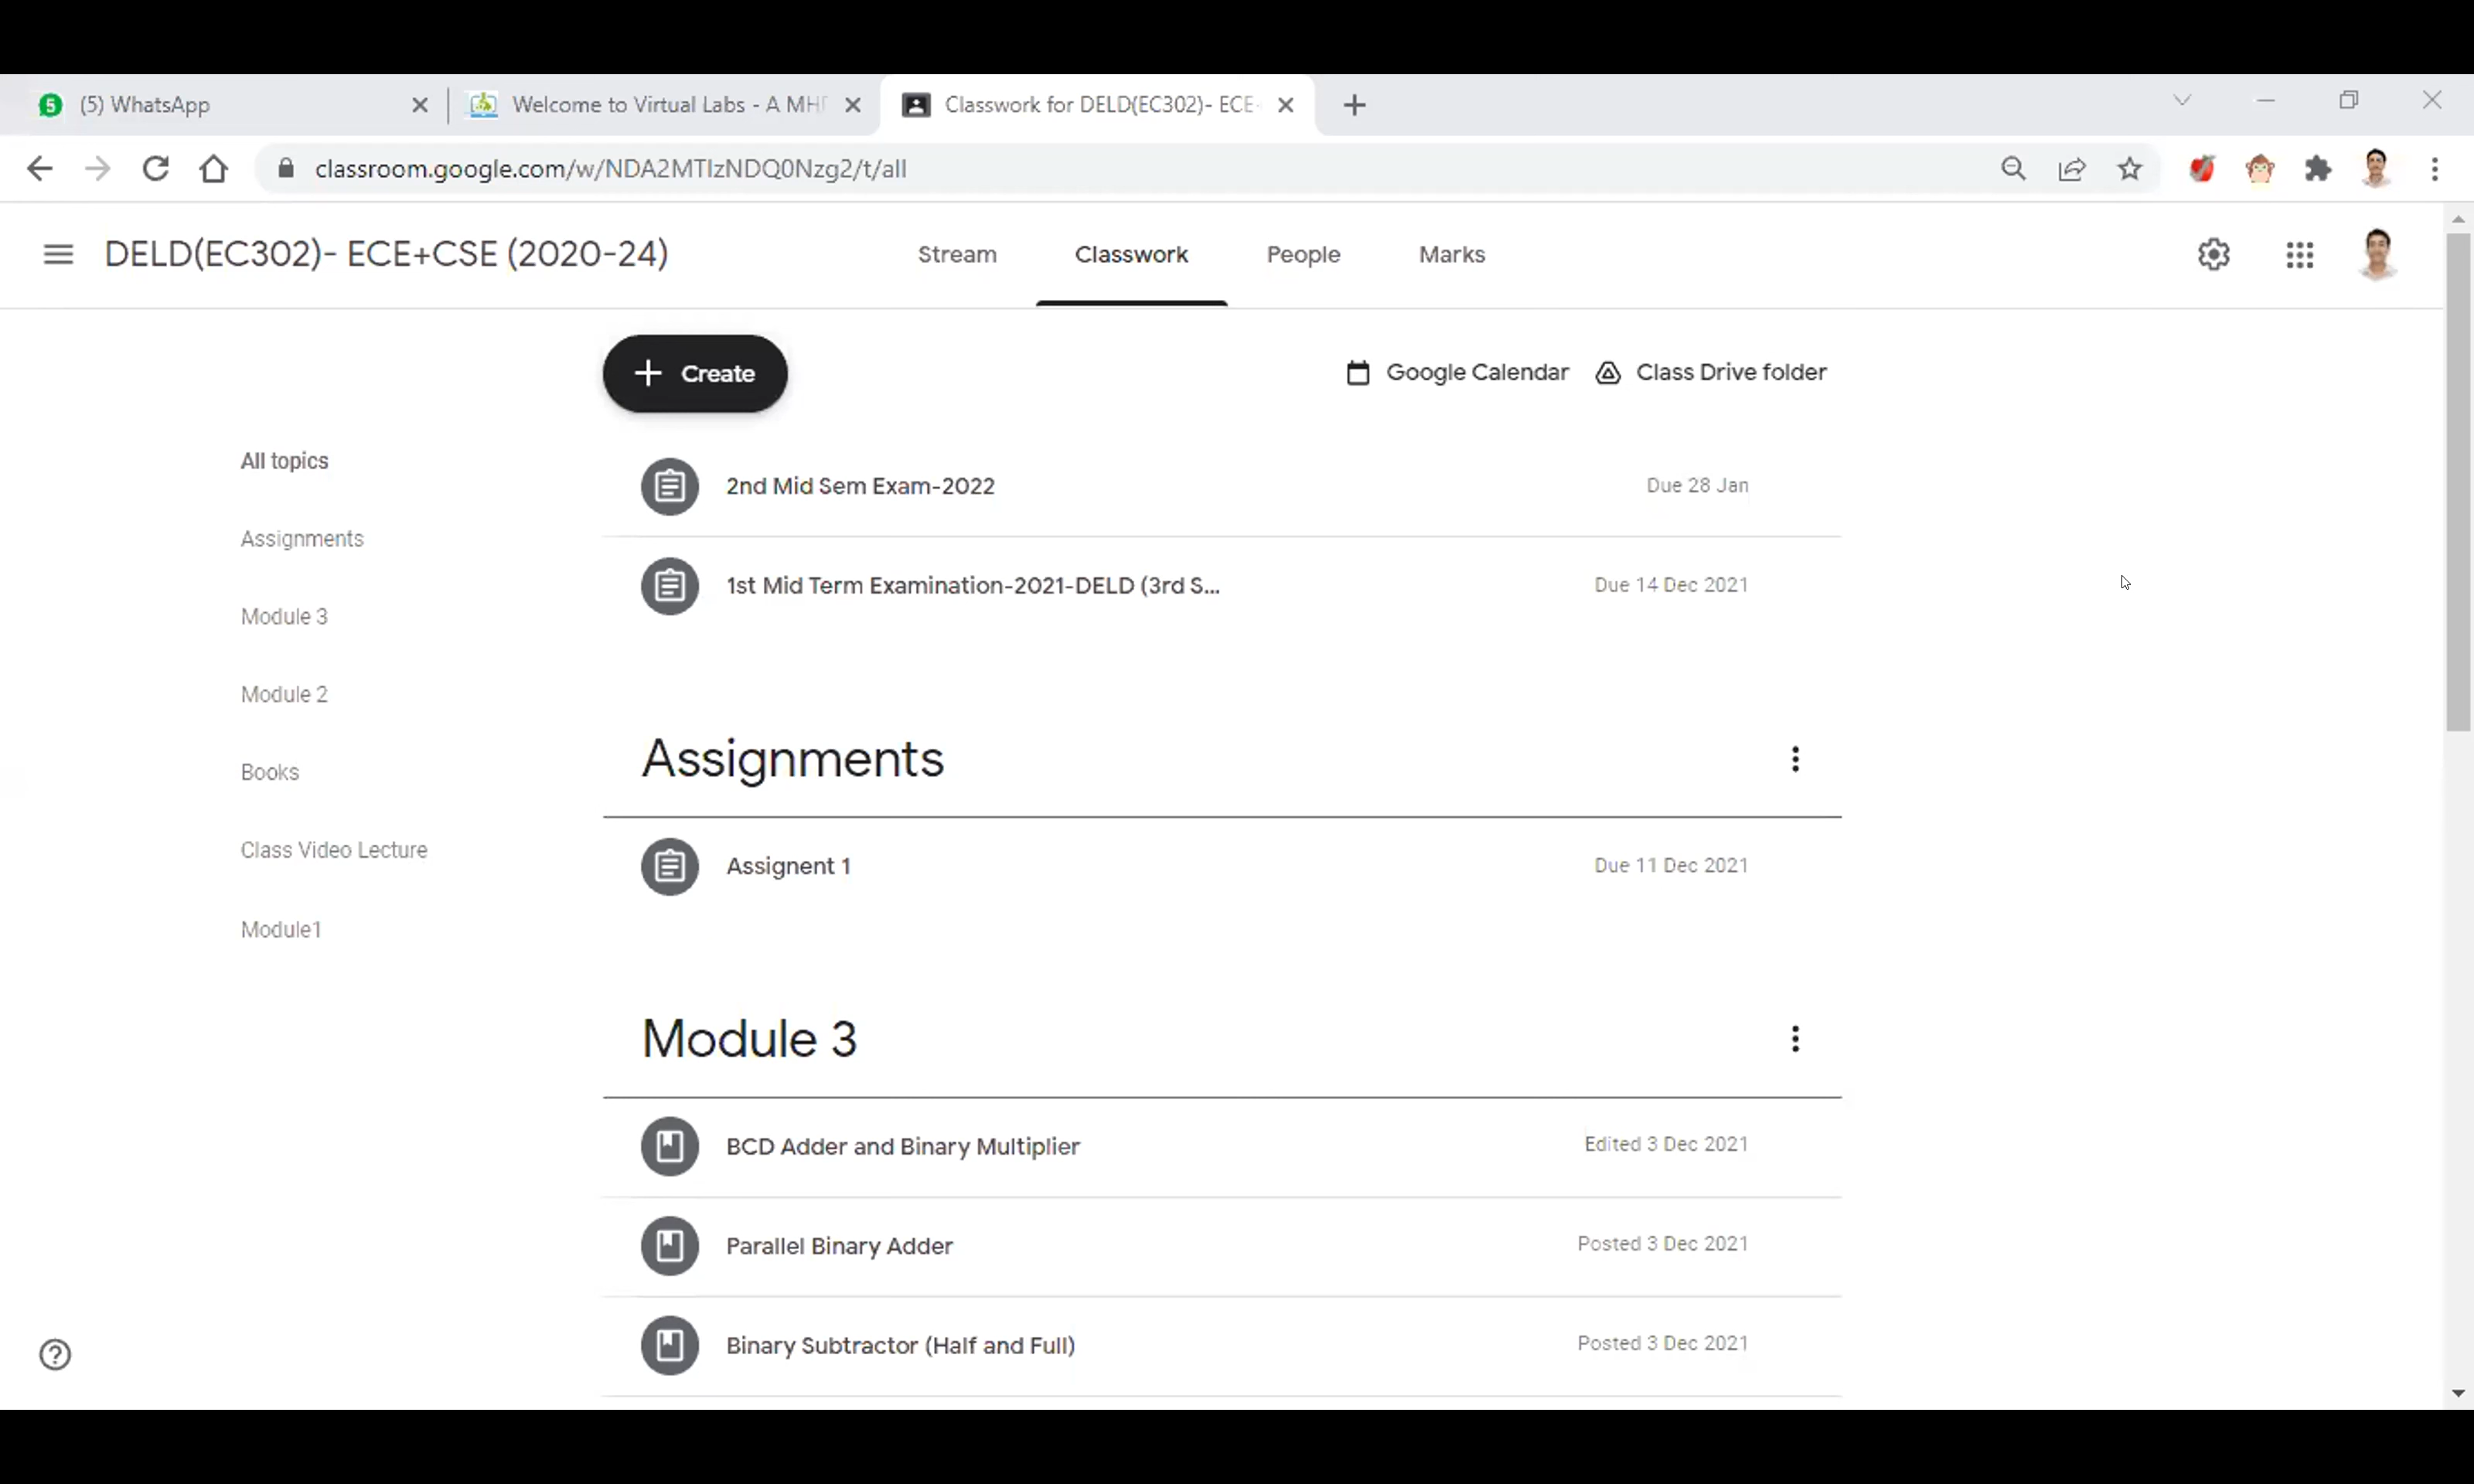 5 (5) WhatsApp
Welcome to Virtual Labs - A MH
Classwork for DELD(EC302)- ECE
classroom.google.com/w/NDA2MTIzNDQ0Nzg2/t/all
DELD(EC302)- ECE+CSE (2020-24)
Stream
Classwork
People
Marks
Create
Google Calendar
Class Drive folder
All topics
Assignments
Module 3
Module 2
Books
Class Video Lecture
Module1
2nd Mid Sem Exam-2022
Due 28 Jan
1st Mid Term Examination-2021-DELD (3rd S...
Due 14 Dec 2021
Assignments
Assignent 1
Due 11 Dec 2021
Module 3
BCD Adder and Binary Multiplier
Edited 3 Dec 2021
Parallel Binary Adder
Posted 3 Dec 2021
Binary Subtractor (Half and Full)
Posted 3 Dec 2021